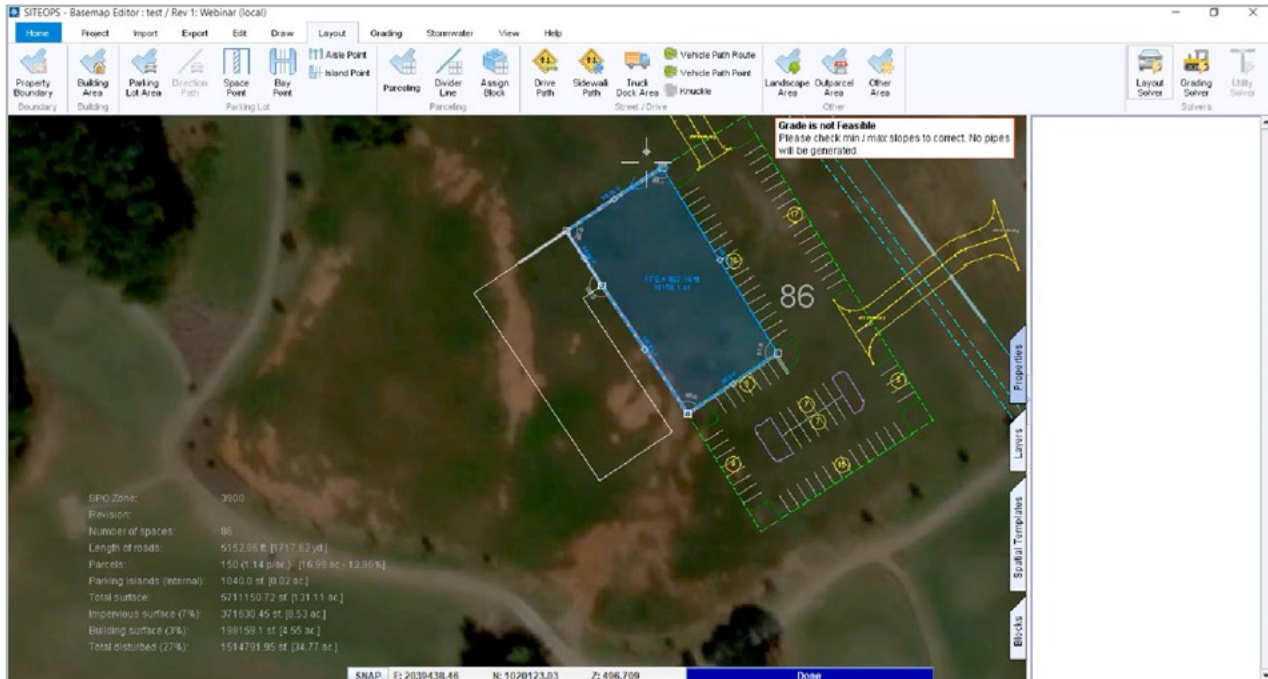 SITEOPS - Basemap Editor : test / Rev 1: Webinar (local)
Home Project Import Export Edit Draw Layout Grading Stormwater View Help
Property Boundary
Building Area
Parking Lot Area
Direction Path
Space Point
Bay Point
Aisle Point
Island Point
Parceling
Divider Line
Assign Block
Drive Path
Sidewalk Path
Truck Dock Area
Vehicle Path Route
Vehicle Path Point
Knuckle
Landscape Area
Outparcel Area
Other Area
Layout Solver
Grading Solver
Utility Solver
Boundary Building Parking Lot Parceling Street / Drive Other Solvers
Grade is not Feasible
Please check min / max slopes to correct. No pipes
will be generated.
17
16
86
Properties
Layers
Spatial Templates
Blocks
SPC Zone: 3900
Revision:
Number of spaces: 86
Length of roads: 5152.86 ft. [1717.62 yd]
Parcels: 150 (1.14 p/ac.) [16.99 ac - 12.96%]
Parking islands (internal): 1040.0 sf. [0.02 ac.]
Total surface: 5711150.72 sf. [131.11 ac.]
Impervious surface (7%): 371630.45 sf. [8.53 ac.]
Building surface (3%): 198159.1 sf. [4.55 ac.]
Total disturbed (27%): 1514791.95 sf. [34.77 ac.]
SNAP E: 2039438.46 N: 1020123.03 Z: 496.709 Done